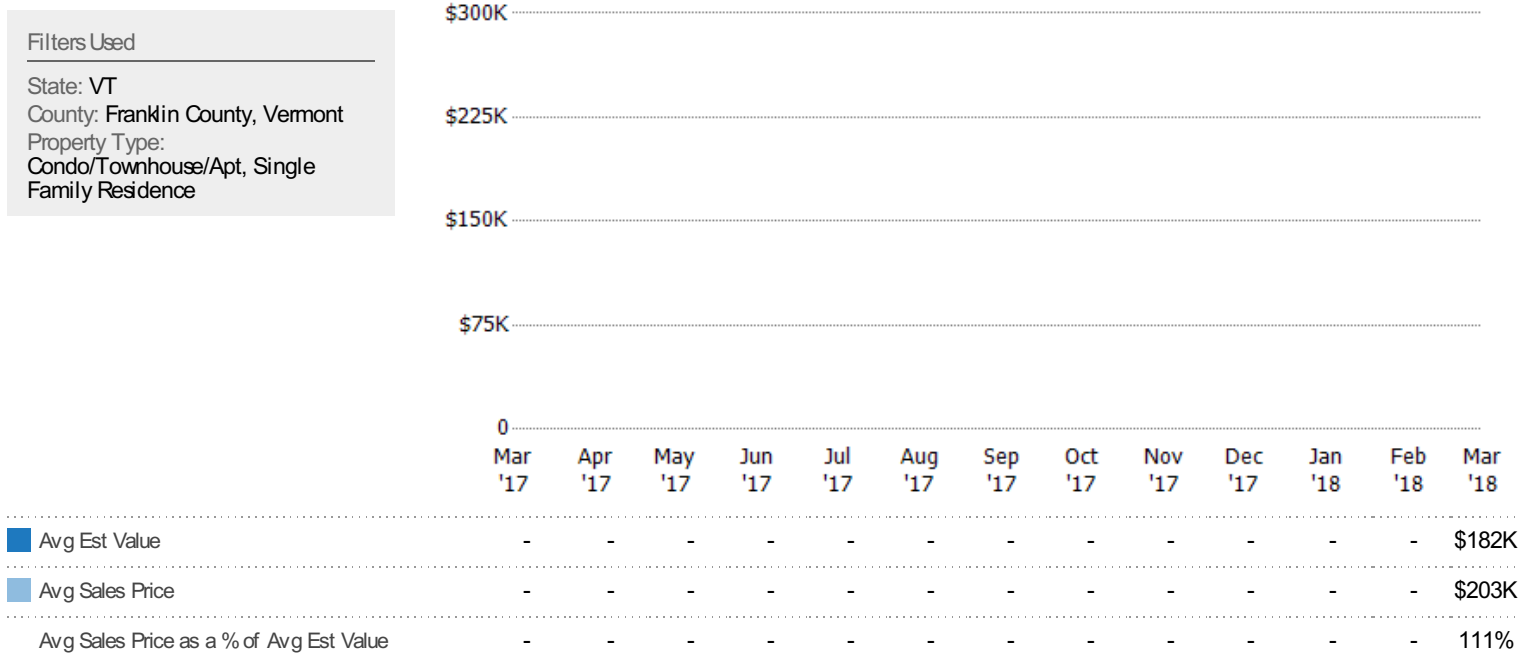 Filters Used
State: VT
County: Franklin County, Vermont
Property Type:
Condo/Townhouse/Apt, Single
Family Residence
$300K
$225K
$150K
$75K
0
Mar Apr May Jun Jul Aug Sep Oct Nov Dec Jan Feb Mar
'17 '17 '17 '17 '17 '17 '17 '17 '17 '17 '18 '18 '18
Avg Est Value - - - - - - - - - - - - $182K
Avg Sales Price - - - - - - - - - - - - $203K
Avg Sales Price as a % of Avg Est Value - - - - - - - - - - - - 111%